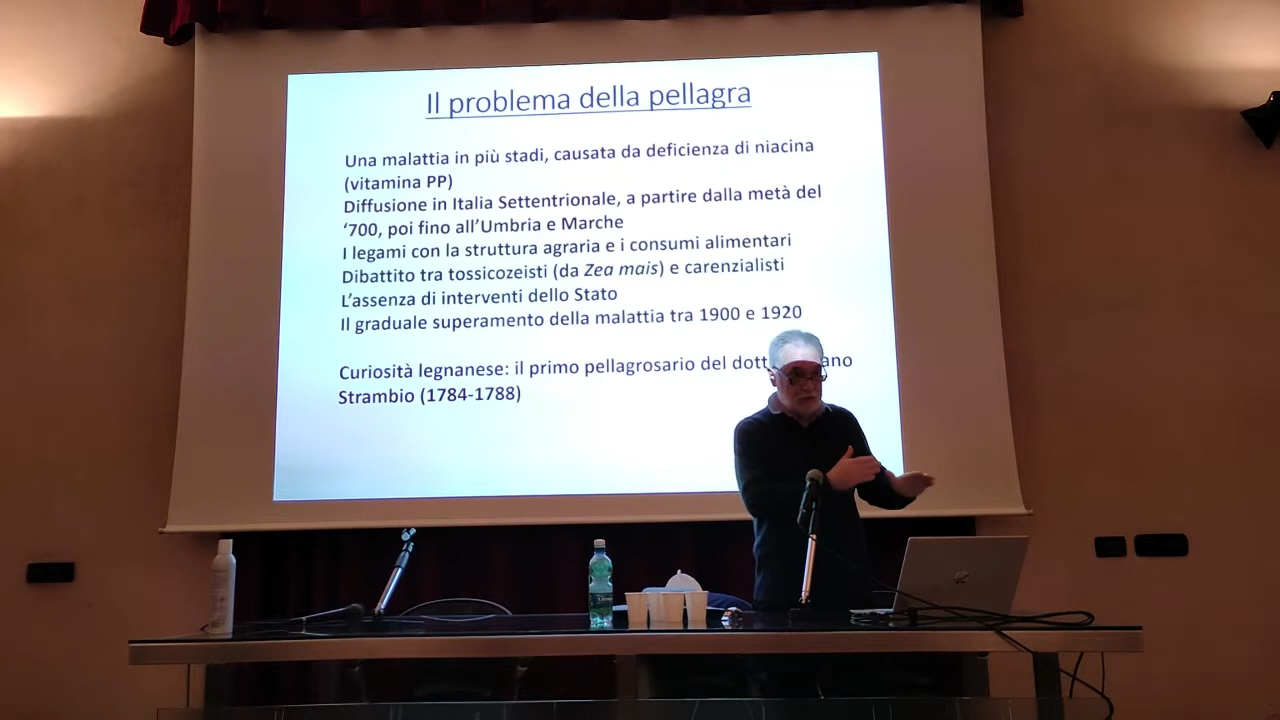 Il problema della pellagra
Una malattia in più stadi, causata da deficienza di niacina
(vitamina PP)
Diffusione in Italia Settentrionale, a partire dalla metà del
‘700, poi fino all’Umbria e Marche
I legami con la struttura agraria e i consumi alimentari
Dibattito tra tossicozeisti (da Zea mais) e carenzialisti
L’assenza di interventi dello Stato
Il graduale superamento della malattia tra 1900 e 1920
Curiosità legnanese: il primo pellagrosario del
Strambio (1784-1788)